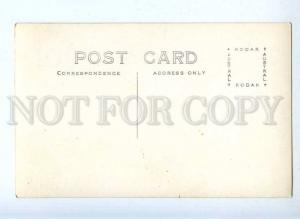 POST CARD
CORRESPONDENCE
ADDRESS ONLY
KODAK
AUSTRAL
AUSTRAL
KODAK
NOT FOR COPY